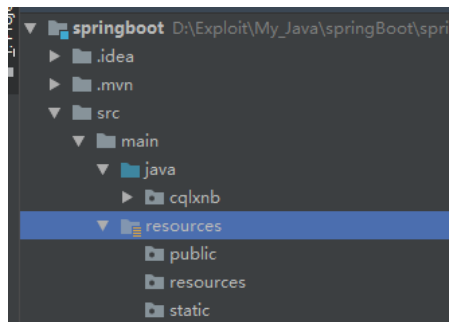 springboot D:\Exploit\My_Java\springBoot\spri
.idea
.mvn
src
main
java
cqlxnb
resources
public
resources
static